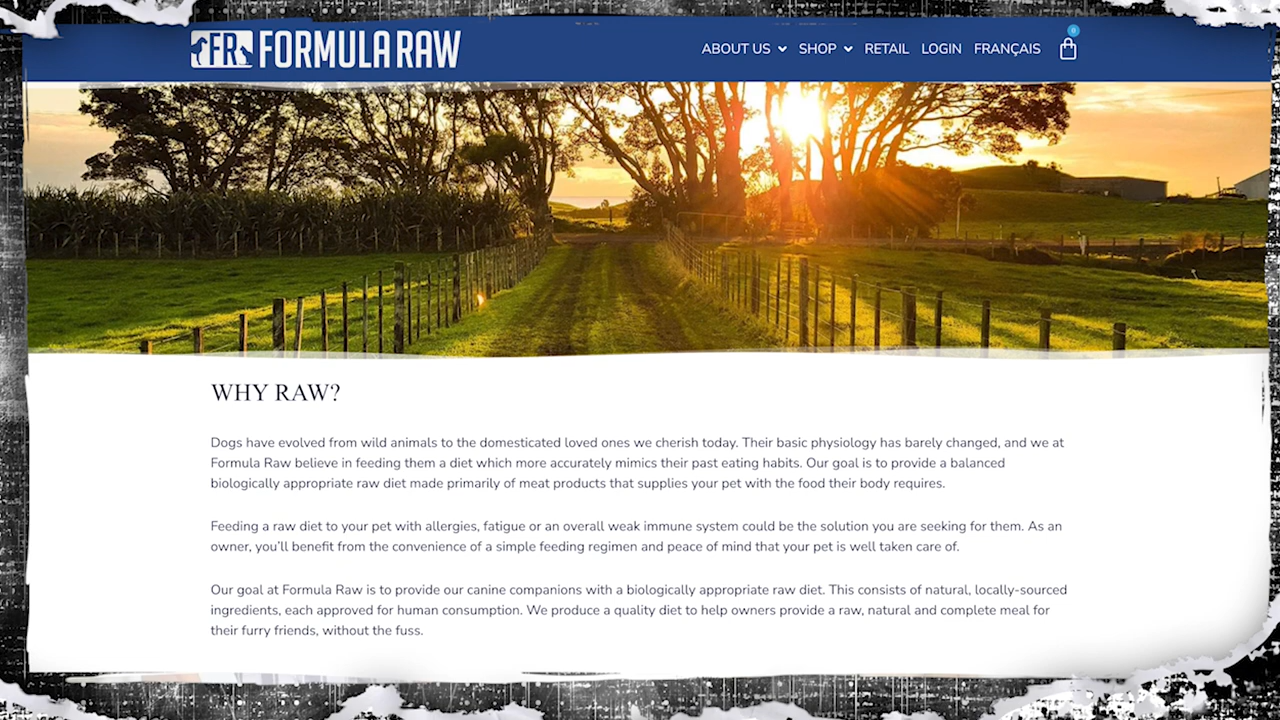 FR FORMULA RAW
ABOUT US SHOP RETAIL LOGIN FRANÇAIS
0
WHY RAW?
Dogs have evolved from wild animals to the domesticated loved ones we cherish today. Their basic physiology has barely changed, and we at
Formula Raw believe in feeding them a diet which more accurately mimics their past eating habits. Our goal is to provide a balanced
biologically appropriate raw diet made primarily of meat products that supplies your pet with the food their body requires.
Feeding a raw diet to your pet with allergies, fatigue or an overall weak immune system could be the solution you are seeking for them. As an
owner, you’ll benefit from the convenience of a simple feeding regimen and peace of mind that your pet is well taken care of.
Our goal at Formula Raw is to provide our canine companions with a biologically appropriate raw diet. This consists of natural, locally-sourced
ingredients, each approved for human consumption. We produce a quality diet to help owners provide a raw, natural and complete meal for
their furry friends, without the fuss.